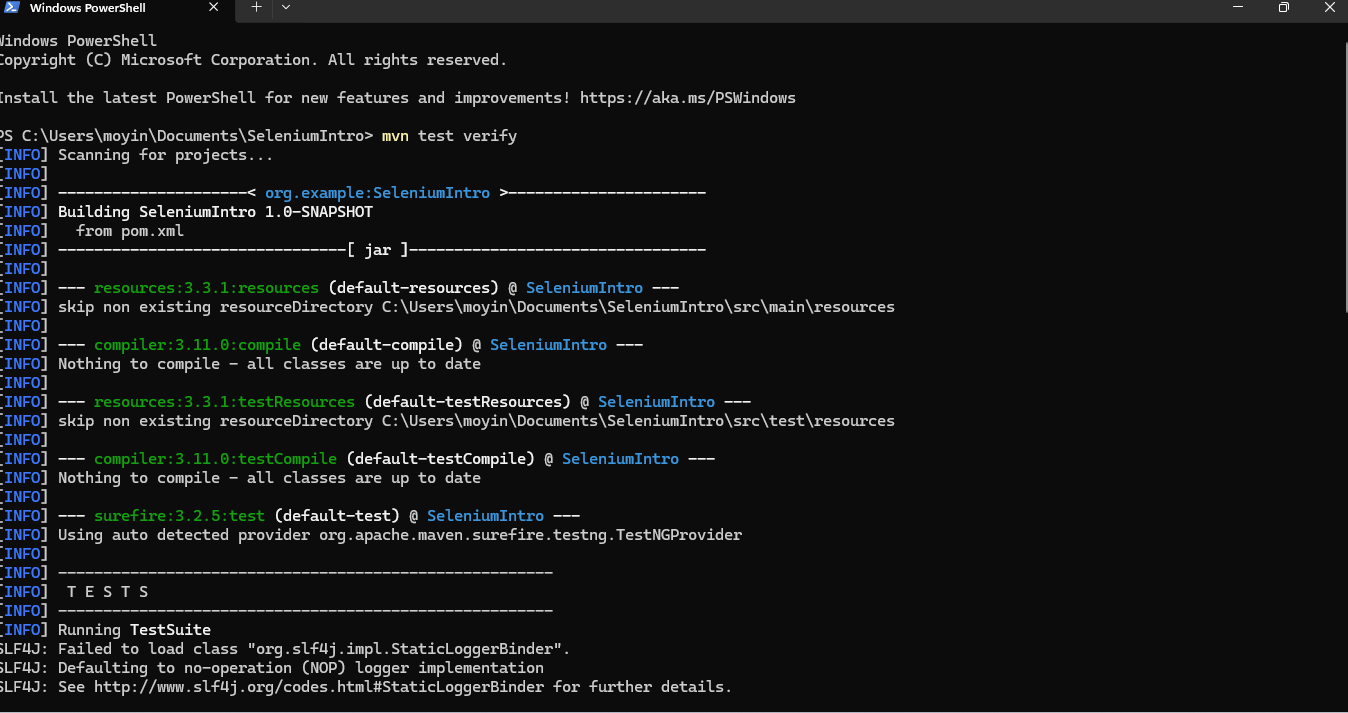 Windows PowerShell
Windows PowerShell
Copyright (C) Microsoft Corporation. All rights reserved.
Install the latest PowerShell for new features and improvements! https://aka.ms/PSWindows
PS C:\Users\moyin\Documents\SeleniumIntro> mvn test verify
[INFO] Scanning for projects...
[INFO]
[INFO] ---------------------< org.example:SeleniumIntro >----------------------
[INFO] Building SeleniumIntro 1.0-SNAPSHOT
[INFO]   from pom.xml
[INFO] --------------------------------[ jar ]---------------------------------
[INFO]
[INFO] --- resources:3.3.1:resources (default-resources) @ SeleniumIntro ---
[INFO] skip non existing resourceDirectory C:\Users\moyin\Documents\SeleniumIntro\src\main\resources
[INFO]
[INFO] --- compiler:3.11.0:compile (default-compile) @ SeleniumIntro ---
[INFO] Nothing to compile - all classes are up to date
[INFO]
[INFO] --- resources:3.3.1:testResources (default-testResources) @ SeleniumIntro ---
[INFO] skip non existing resourceDirectory C:\Users\moyin\Documents\SeleniumIntro\src\test\resources
[INFO]
[INFO] --- compiler:3.11.0:testCompile (default-testCompile) @ SeleniumIntro ---
[INFO] Nothing to compile - all classes are up to date
[INFO]
[INFO] --- surefire:3.2.5:test (default-test) @ SeleniumIntro ---
[INFO] Using auto detected provider org.apache.maven.surefire.testng.TestNGProvider
[INFO]
[INFO] -------------------------------------------------------
[INFO]  T E S T S
[INFO] -------------------------------------------------------
[INFO] Running TestSuite
SLF4J: Failed to load class "org.slf4j.impl.StaticLoggerBinder".
SLF4J: Defaulting to no-operation (NOP) logger implementation
SLF4J: See http://www.slf4j.org/codes.html#StaticLoggerBinder for further details.